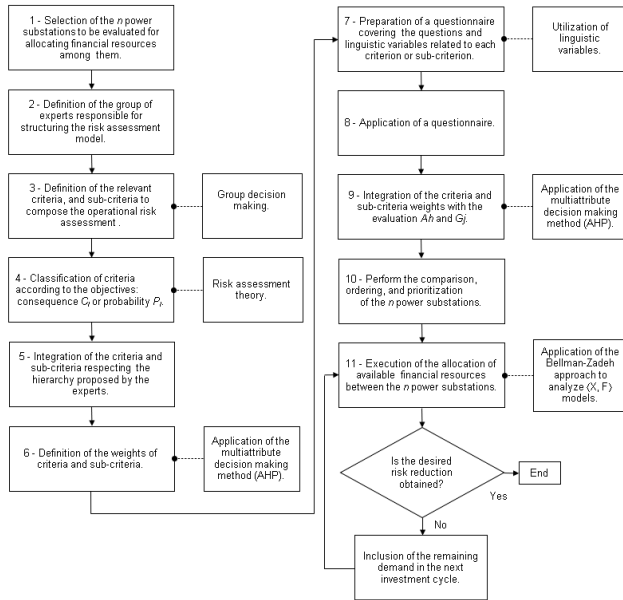 1 - Selection of the n power
substations to be evaluated for
allocating financial resources
among them.
2 - Definition of the group of
experts responsible for
structuring the risk assessment
model.
3 - Definition of the relevant
criteria, and sub-criteria to
compose the operational risk
assessment .
Group decision
making.
4 – Classification of criteria
according to the objectives:
consequence Cᵢ or probability Pᵢ.
Risk assessment
theory.
5 - Integration of the criteria and
sub-criteria respecting the
hierarchy proposed by the
experts.
6 – Definition of the weights of
criteria and sub-criteria.
Application of the
multiattribute
decision making
method (AHP).
7 - Preparation of a questionnaire
covering the questions and
linguistic variables related to each
criterion or sub-criterion.
Utilization of
linguistic
variables.
8 – Application of a questionnaire.
9 - Integration of the criteria and
sub-criteria weights with the
evaluation Ah and Gj.
Application of the
multiattribute
decision making
method (AHP).
10 – Perform the comparison,
ordering, and prioritization
of the n power substations.
11 – Execution of the allocation of
available financial resources
between the n power substations.
Application of the
Bellman-Zadeh
approach to
analyze ⟨X, F⟩
models.
Is the desired
risk reduction
obtained?
Yes
End
No
Inclusion of the remaining
demand in the next
investment cycle.